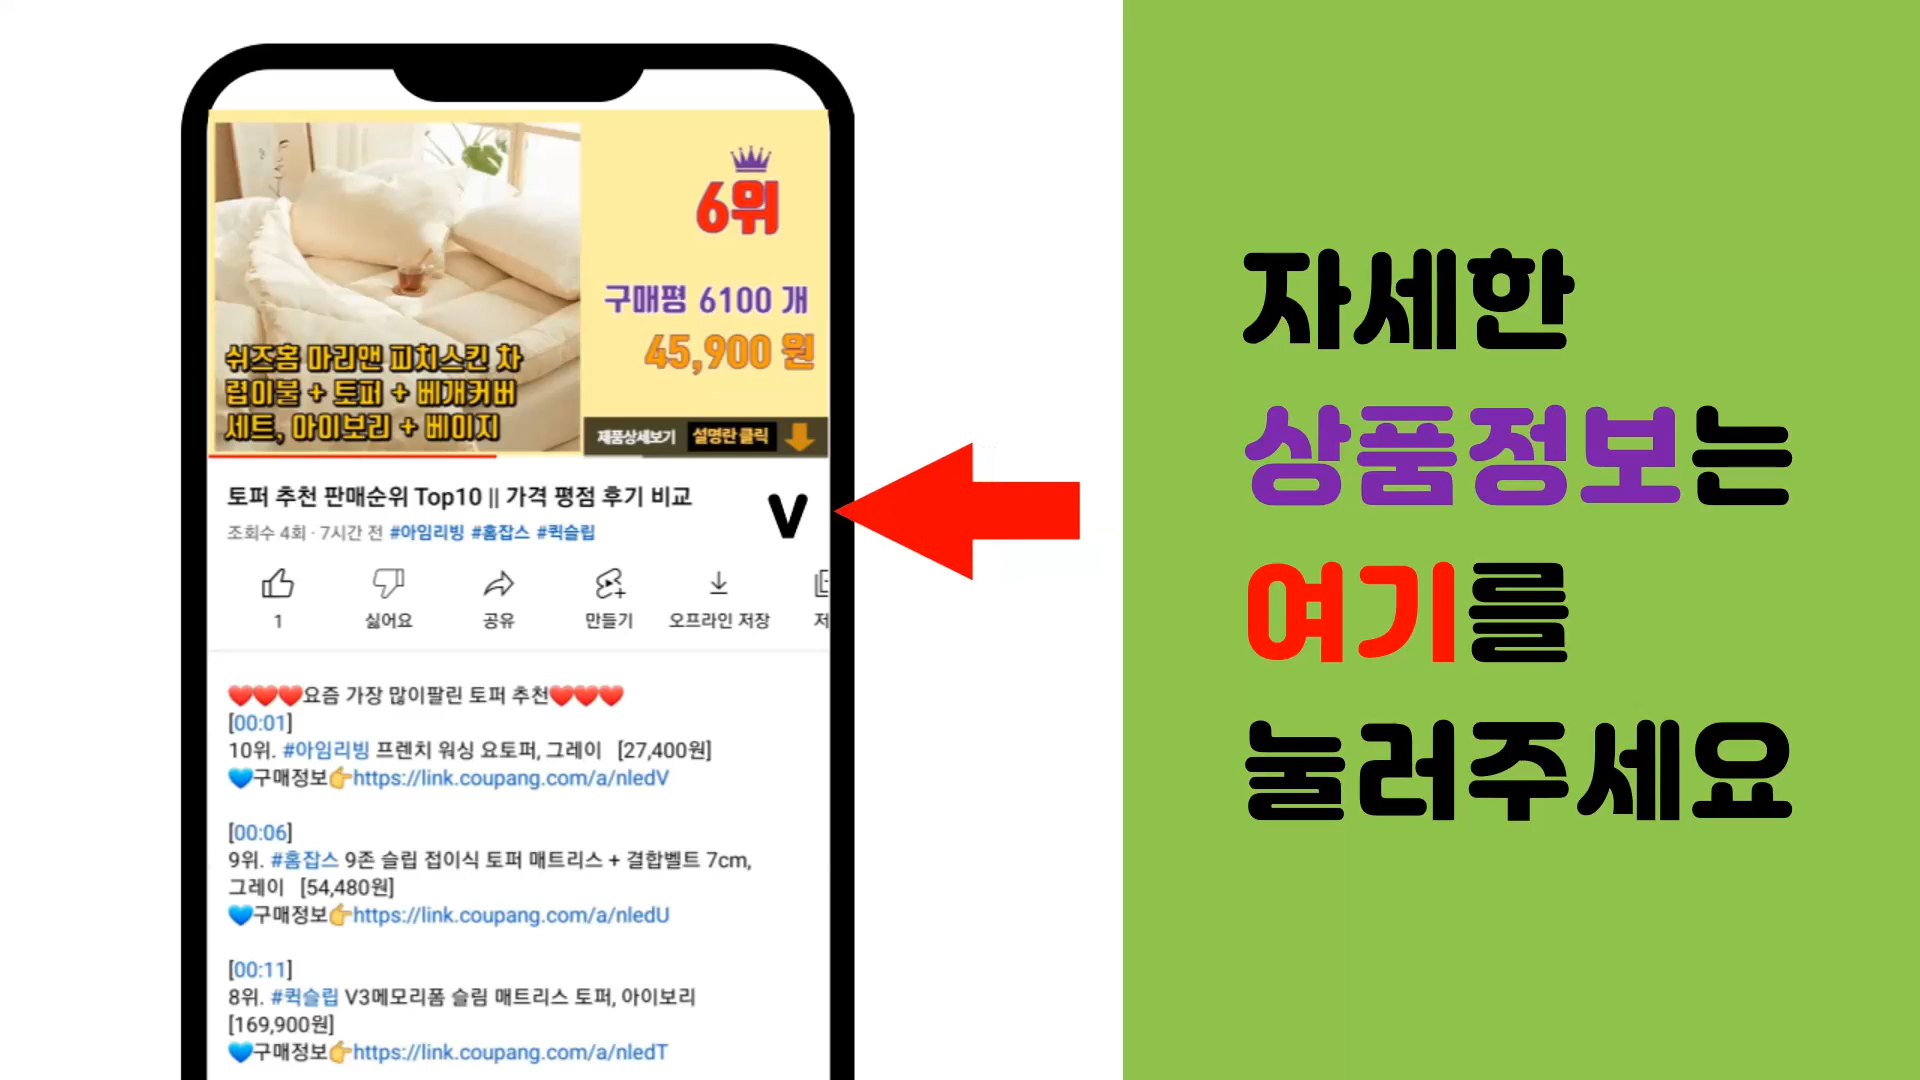 6위
구매평 6100 개
45,900 원
쉬즈홈 마리앤 피치스킨 차
렵이불 + 토퍼 + 베개커버
세트, 아이보리 + 베이지
제품상세보기 설명란 클릭
토퍼 추천 판매순위 Top10 || 가격 평점 후기 비교
V
조회수 4회 · 7시간 전 #아임리빙 #홈잡스 #퀵슬립
1 싫어요 공유 만들기 오프라인 저장 저
❤️❤️❤️요즘 가장 많이팔린 토퍼 추천❤️❤️❤️
[00:01]
10위. #아임리빙 프렌치 워싱 요토퍼, 그레이 [27,400원]
💙구매정보👉https://link.coupang.com/a/nledV
[00:06]
9위. #홈잡스 9존 슬립 접이식 토퍼 매트리스 + 결합벨트 7cm,
그레이 [54,480원]
💙구매정보👉https://link.coupang.com/a/nledU
[00:11]
8위. #퀵슬립 V3메모리폼 슬림 매트리스 토퍼, 아이보리
[169,900원]
💙구매정보👉https://link.coupang.com/a/nledT
자세한
상품정보는
여기를
눌러주세요